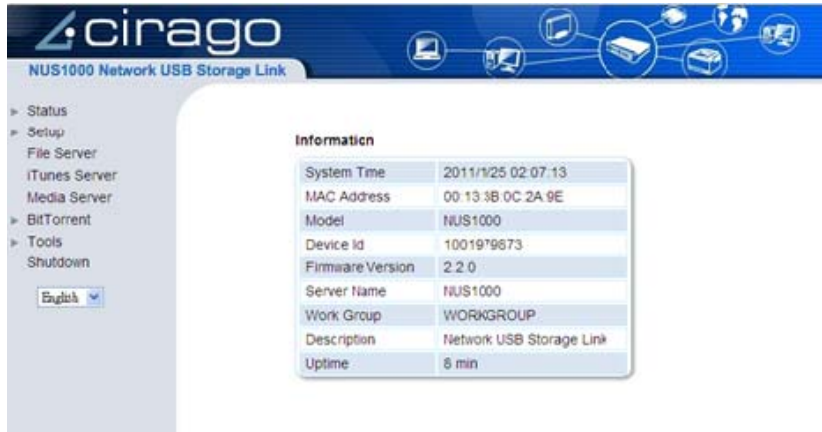 cirago
NUS1000 Network USB Storage Link
Status
Setup
File Server
iTunes Server
Media Server
BitTorrent
Tools
Shutdown
English
Information
System Time 2011/1/25 02:07:13
MAC Address 00:13:3B:0C:2A:9E
Model NUS1000
Device Id 1001979873
Firmware Version 2.2.0
Server Name NUS1000
Work Group WORKGROUP
Description Network USB Storage Link
Uptime 8 min